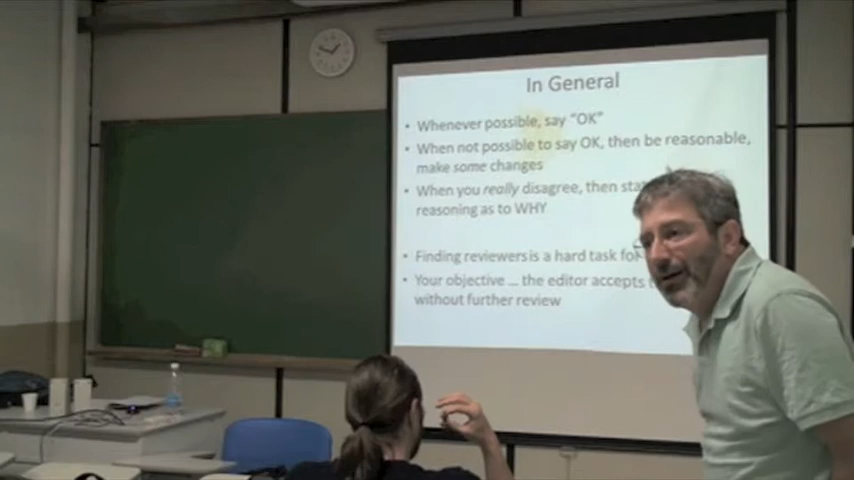 In General
• Whenever possible, say "OK"
• When not possible to say OK, then be reasonable,
make some changes
• When you really disagree, then
reasoning as to WHY
• Finding reviewers is a hard task for
• Your objective ... the editor accepts
without further review